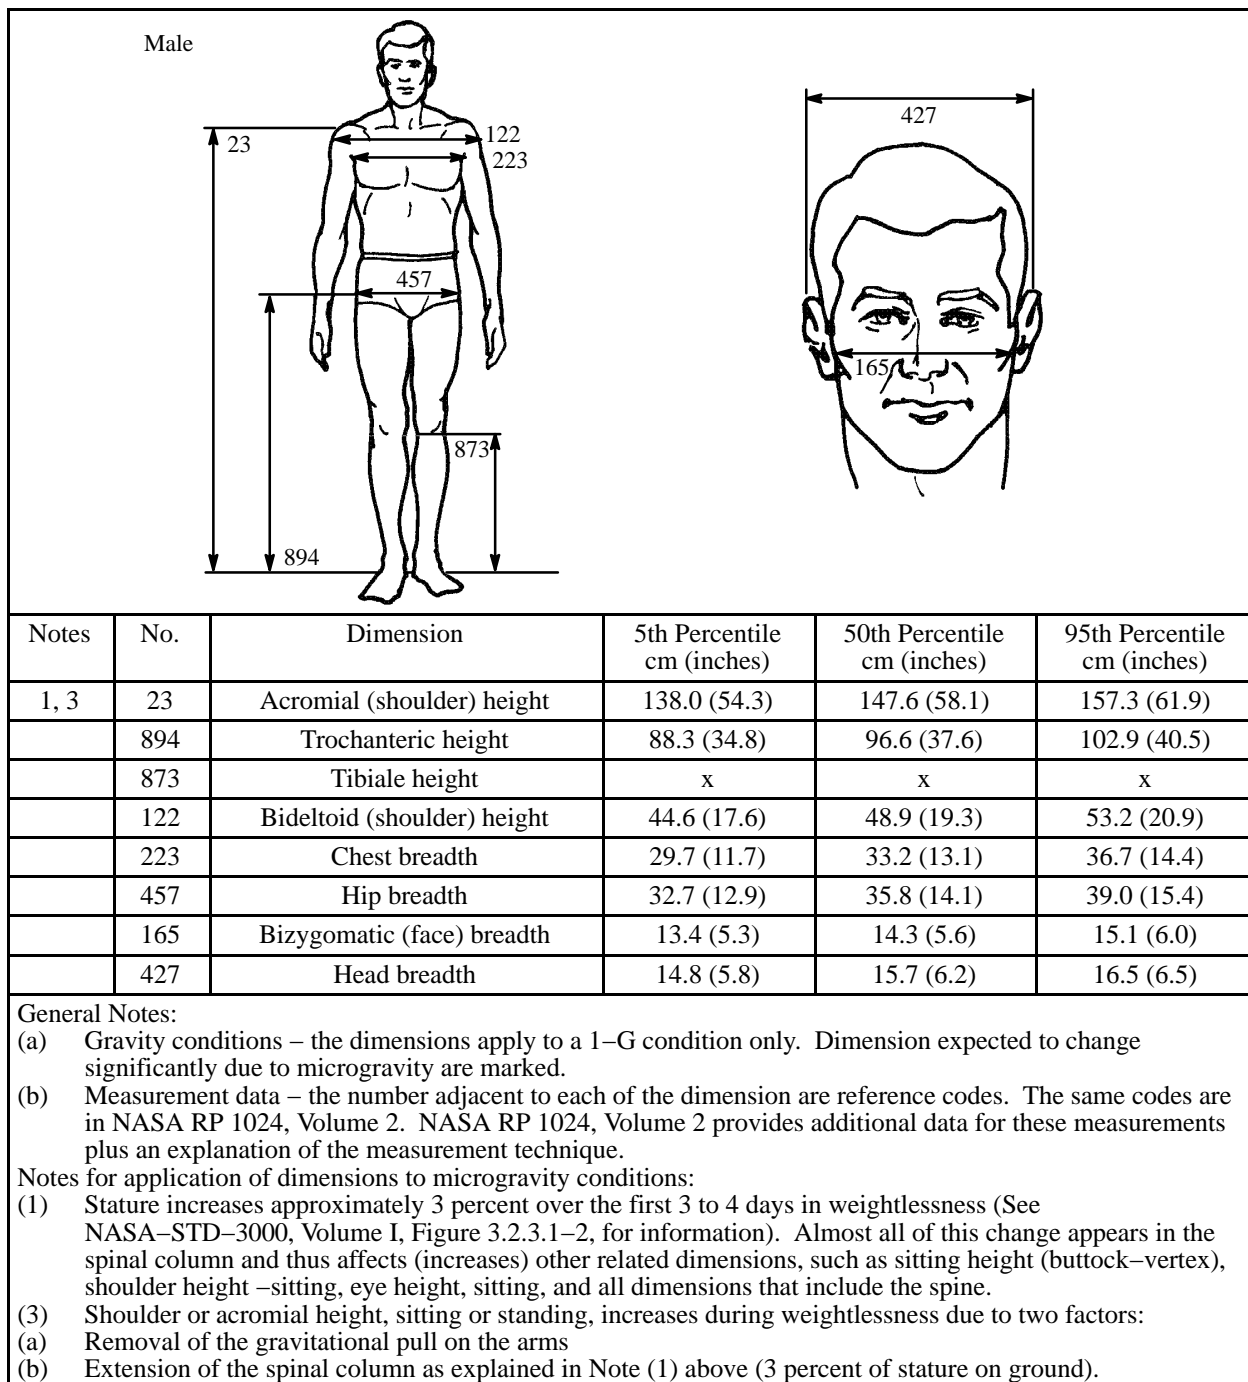 Male
23
122
223
457
873
894
427
165
Notes No. Dimension 5th Percentile cm (inches) 50th Percentile cm (inches) 95th Percentile cm (inches)
1, 3 23 Acromial (shoulder) height 138.0 (54.3) 147.6 (58.1) 157.3 (61.9)
894 Trochanteric height 88.3 (34.8) 96.6 (37.6) 102.9 (40.5)
873 Tibiale height x x x
122 Bideltoid (shoulder) height 44.6 (17.6) 48.9 (19.3) 53.2 (20.9)
223 Chest breadth 29.7 (11.7) 33.2 (13.1) 36.7 (14.4)
457 Hip breadth 32.7 (12.9) 35.8 (14.1) 39.0 (15.4)
165 Bizygomatic (face) breadth 13.4 (5.3) 14.3 (5.6) 15.1 (6.0)
427 Head breadth 14.8 (5.8) 15.7 (6.2) 16.5 (6.5)
General Notes:
(a) Gravity conditions – the dimensions apply to a 1–G condition only. Dimension expected to change
significantly due to microgravity are marked.
(b) Measurement data – the number adjacent to each of the dimension are reference codes. The same codes are
in NASA RP 1024, Volume 2. NASA RP 1024, Volume 2 provides additional data for these measurements
plus an explanation of the measurement technique.
Notes for application of dimensions to microgravity conditions:
(1) Stature increases approximately 3 percent over the first 3 to 4 days in weightlessness (See
NASA–STD–3000, Volume I, Figure 3.2.3.1–2, for information). Almost all of this change appears in the
spinal column and thus affects (increases) other related dimensions, such as sitting height (buttock–vertex),
shoulder height –sitting, eye height, sitting, and all dimensions that include the spine.
(3) Shoulder or acromial height, sitting or standing, increases during weightlessness due to two factors:
(a) Removal of the gravitational pull on the arms
(b) Extension of the spinal column as explained in Note (1) above (3 percent of stature on ground).